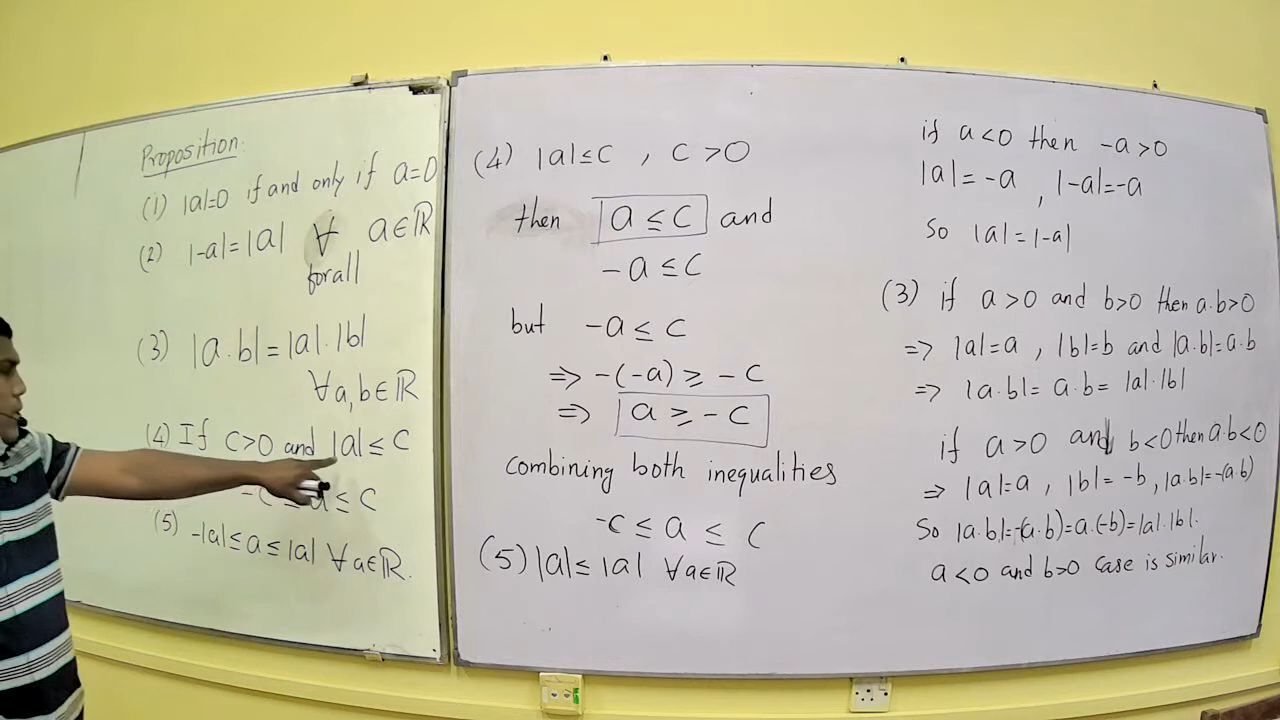 Proposition:
(1) |a|=0 if and only if a=0
(2) |-a|=|a| ∀ a∈ℝ
forall
(3) |a·b|=|a|·|b|
∀a,b∈ℝ
(4) If c>0 and |a|≤c
-c≤a≤c
(5) -|a|≤a≤|a| ∀a∈ℝ.
(4) |a|≤c , c>0
then a≤c and
-a≤c
but -a≤c
=> -(-a)≥-c
=> a≥-c
combining both inequalities
-c≤a≤c
(5) |a|≤|a| ∀a∈ℝ
if a<0 then -a>0
|a|=-a , |-a|=-a
So |a|=|-a|
(3) if a>0 and b>0 then a·b>0
=> |a|=a , |b|=b and |a·b|=a·b
=> |a·b|= a·b= |a|·|b|
if a>0 and b<0 then a·b<0
=> |a|=a , |b|=-b , |a·b|=-(a·b)
So |a·b|=-(a·b)=a.(-b)=|a|.|b|.
a<0 and b>0 case is similar.